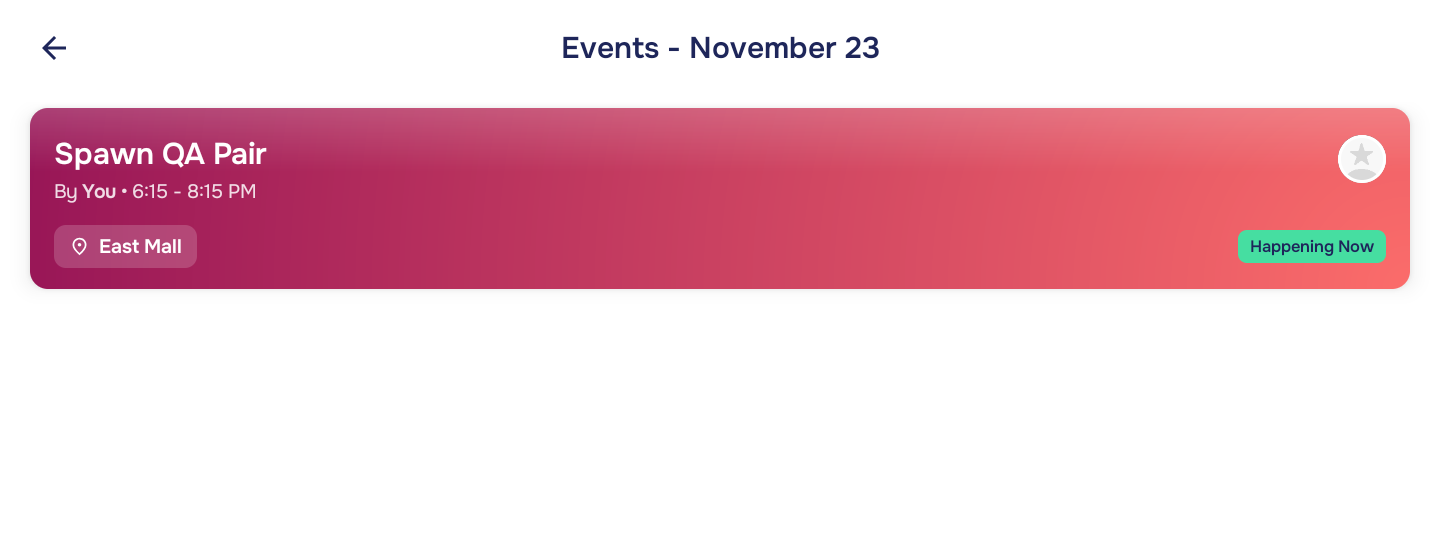 Events - November 23
Spawn QA Pair
By You • 6:15 - 8:15 PM
East Mall
Happening Now